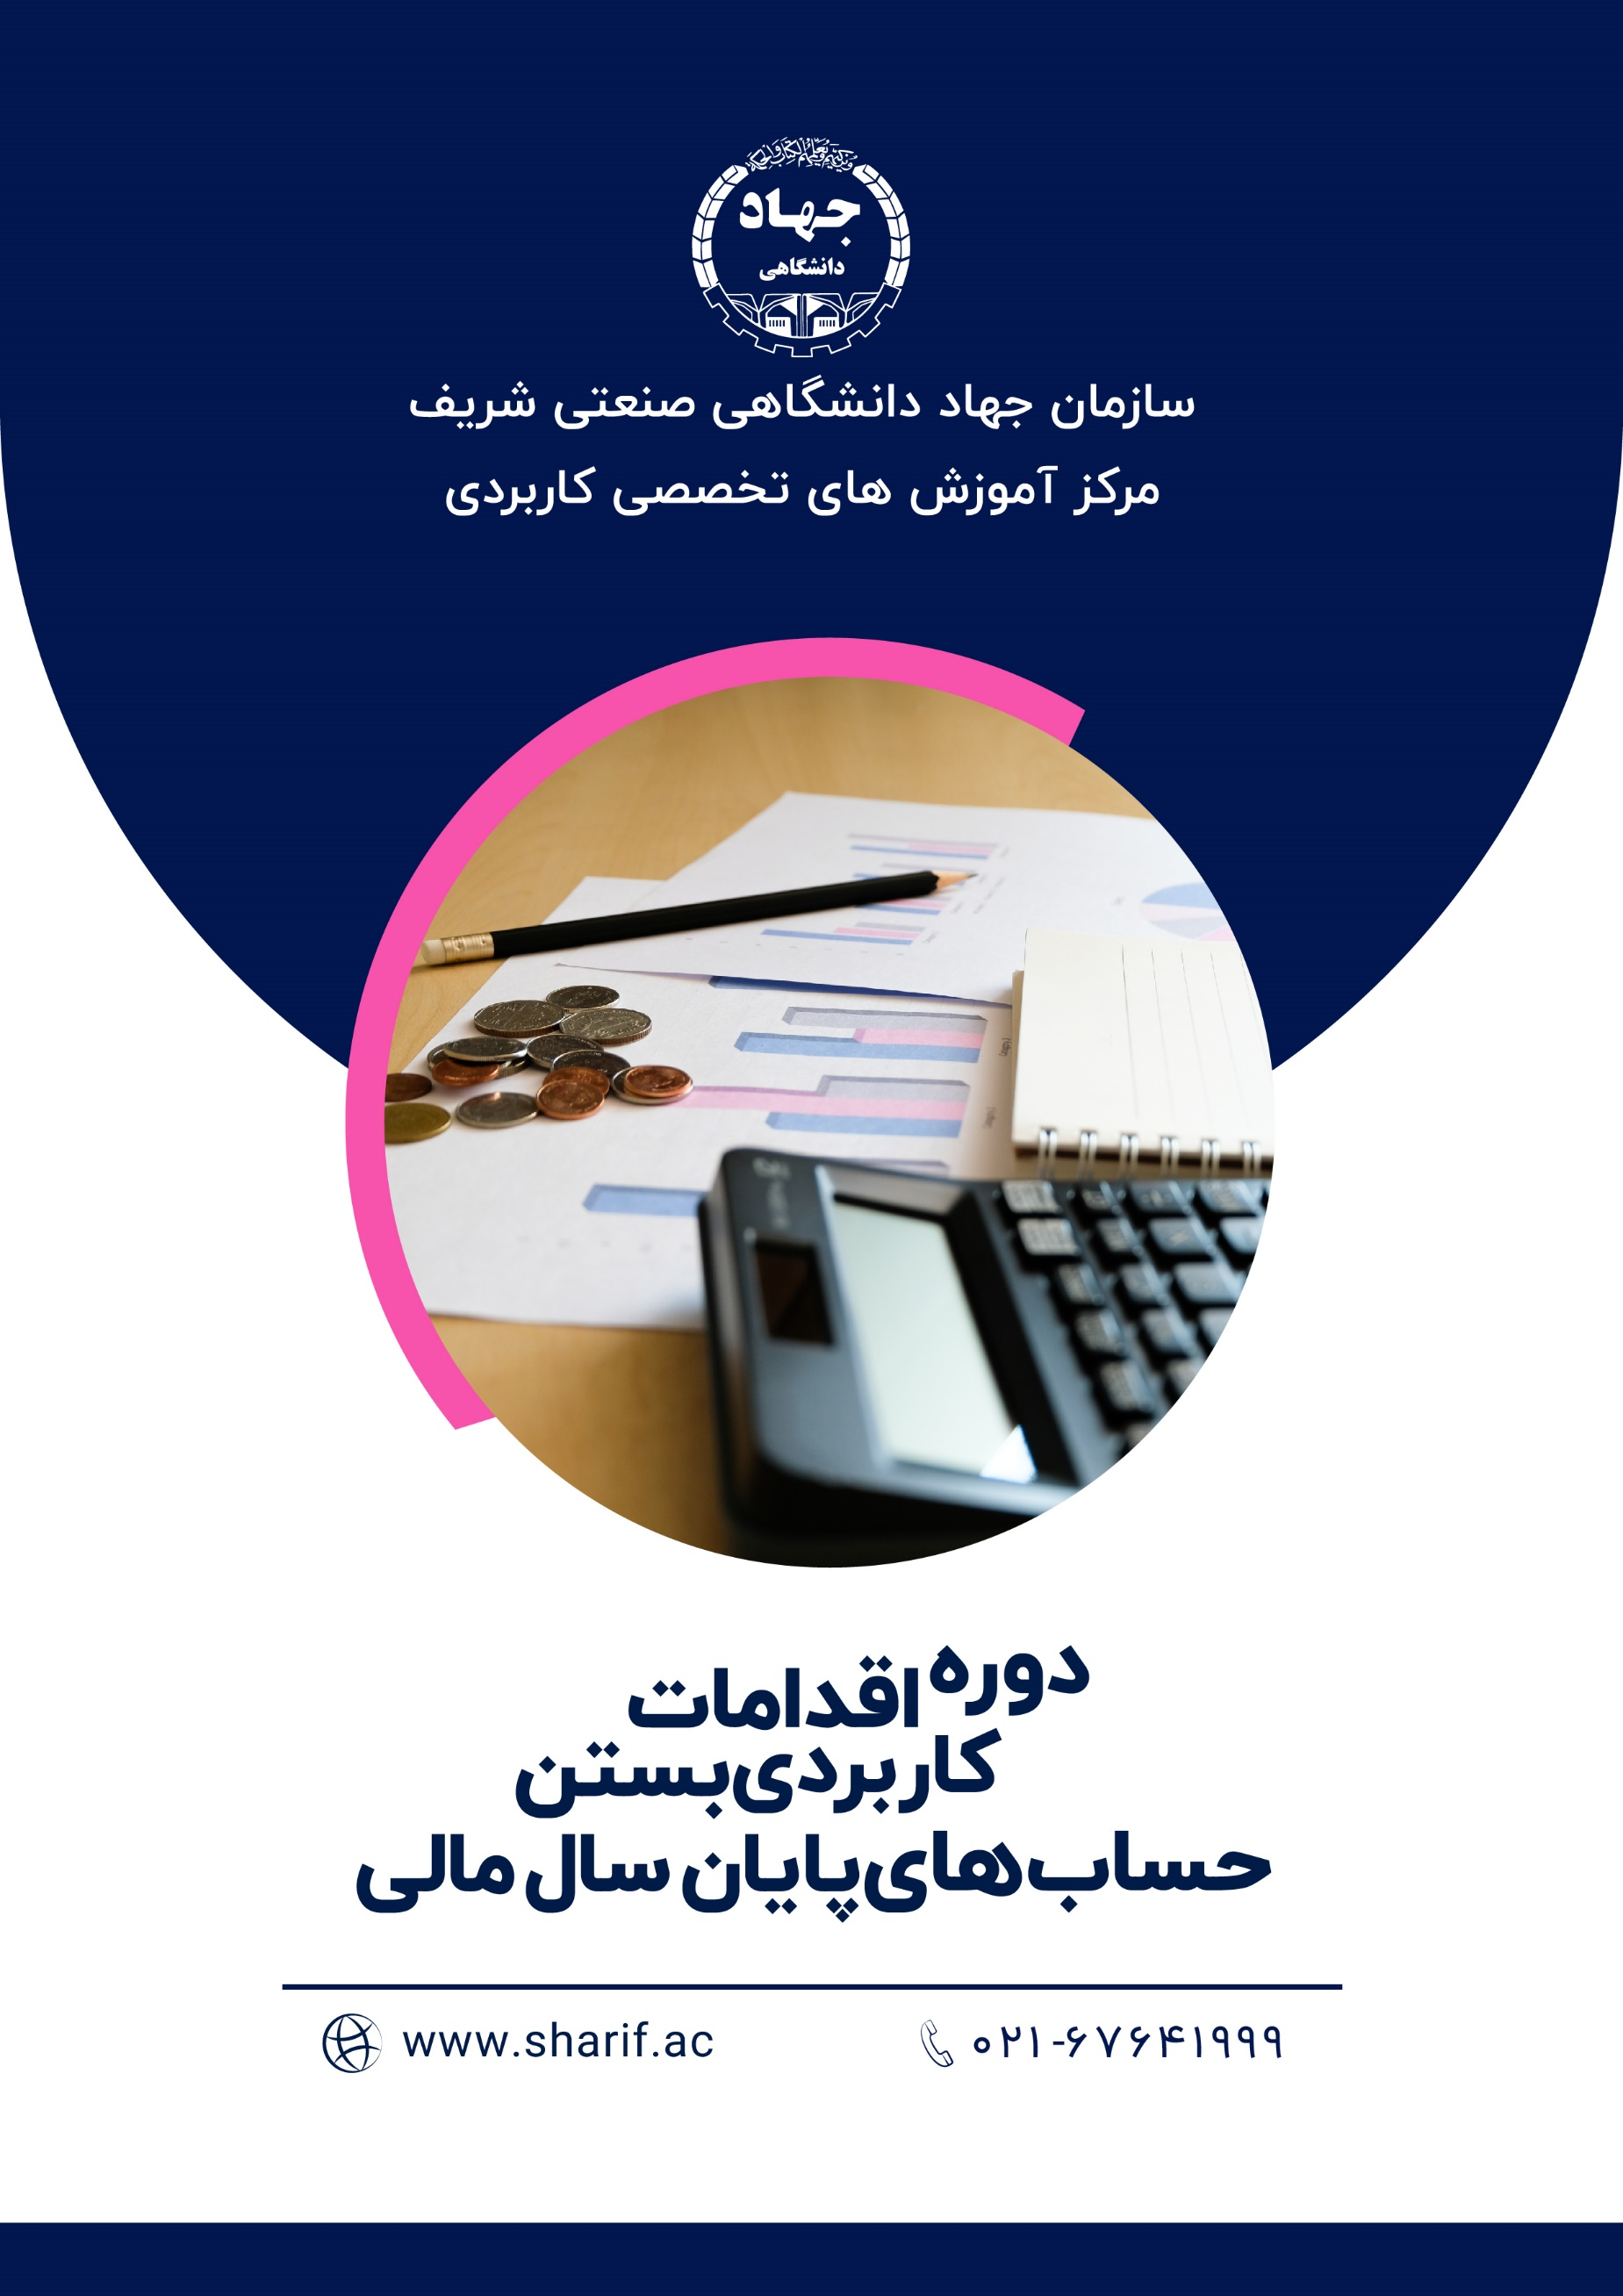 جهاد
دانشگاهی
سازمان جهاد دانشگاهی صنعتی شریف
مرکز آموزش های تخصصی کاربردی
دوره اقدامات
کاربردی بستن
حساب‌های پایان سال مالی
www.sharif.ac
۰۲۱-۶۷۶۴۱۹۹۹